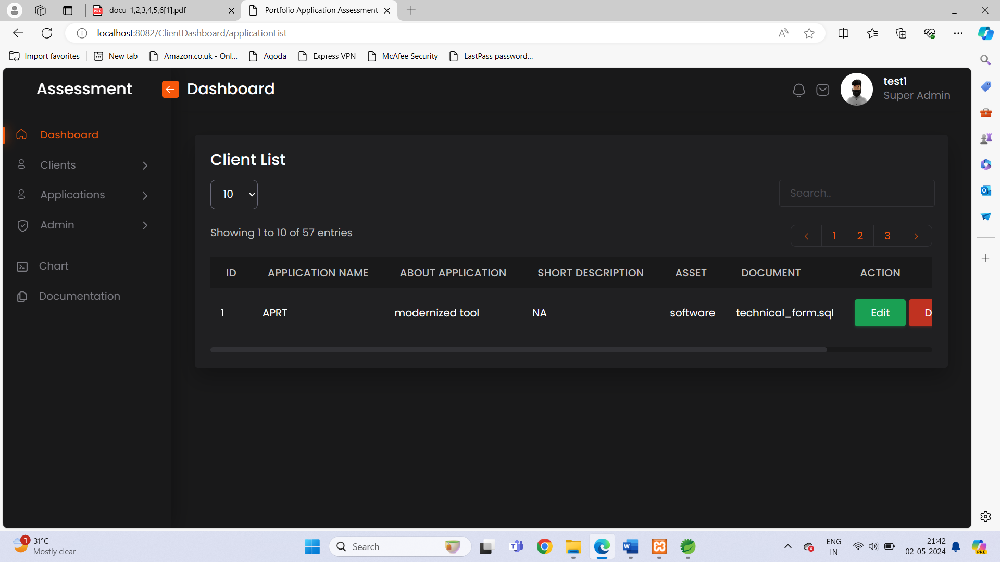 docu_1,2,3,4,5,6[1].pdf
Portfolio Application Assessment
localhost:8082/ClientDashboard/applicationList
Import favorites
New tab
Amazon.co.uk - Onl...
Agoda
Express VPN
McAfee Security
LastPass password...
Assessment
Dashboard
test1
Super Admin
Dashboard
Clients
Applications
Admin
Chart
Documentation
Client List
10
Search..
Showing 1 to 10 of 57 entries
1 2 3
ID APPLICATION NAME ABOUT APPLICATION SHORT DESCRIPTION ASSET DOCUMENT ACTION
1 APRT modernized tool NA software technical_form.sql Edit D
1
31°C
Mostly clear
Search
ENG
IN
21:42
02-05-2024
PRE